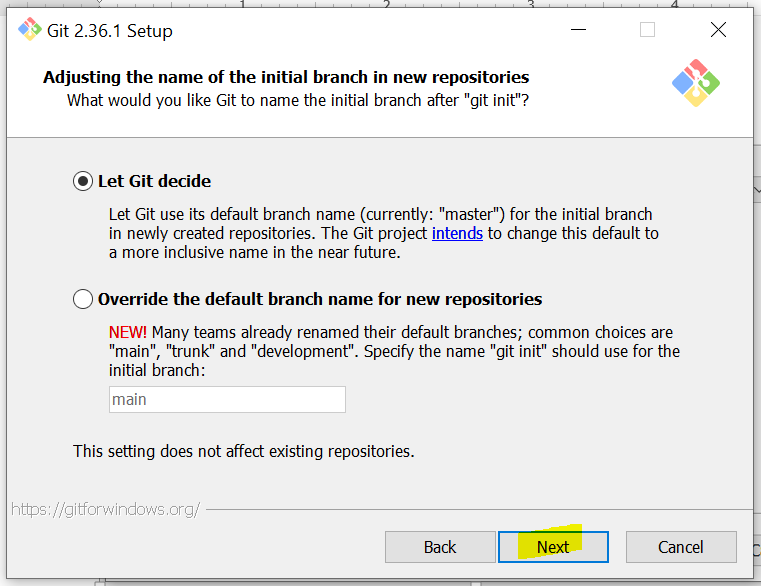 1 2 3 4
Git 2.36.1 Setup
Adjusting the name of the initial branch in new repositories
What would you like Git to name the initial branch after "git init"?
Let Git decide
Let Git use its default branch name (currently: "master") for the initial branch
in newly created repositories. The Git project intends to change this default to
a more inclusive name in the near future.
Override the default branch name for new repositories
NEW! Many teams already renamed their default branches; common choices are
"main", "trunk" and "development". Specify the name "git init" should use for the
initial branch:
main
This setting does not affect existing repositories.
https://gitforwindows.org/
Back Next Cancel